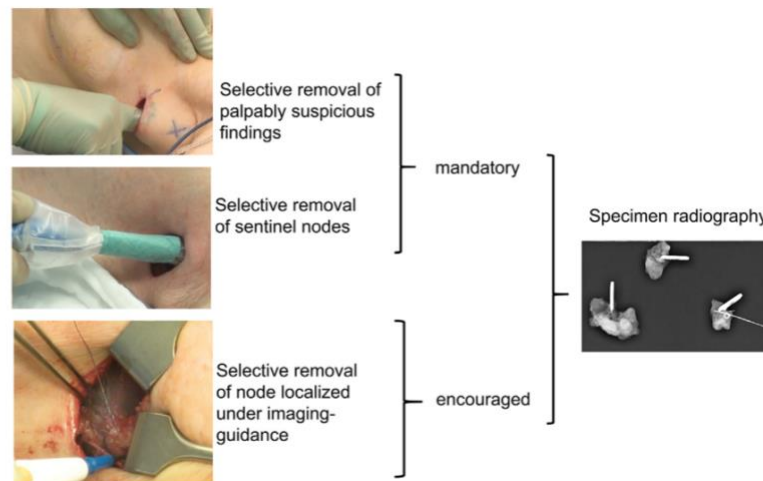 Selective removal of
palpably suspicious
findings
mandatory
Selective removal
of sentinel nodes
Specimen radiography
Selective removal
of node localized
under imaging-
guidance
encouraged